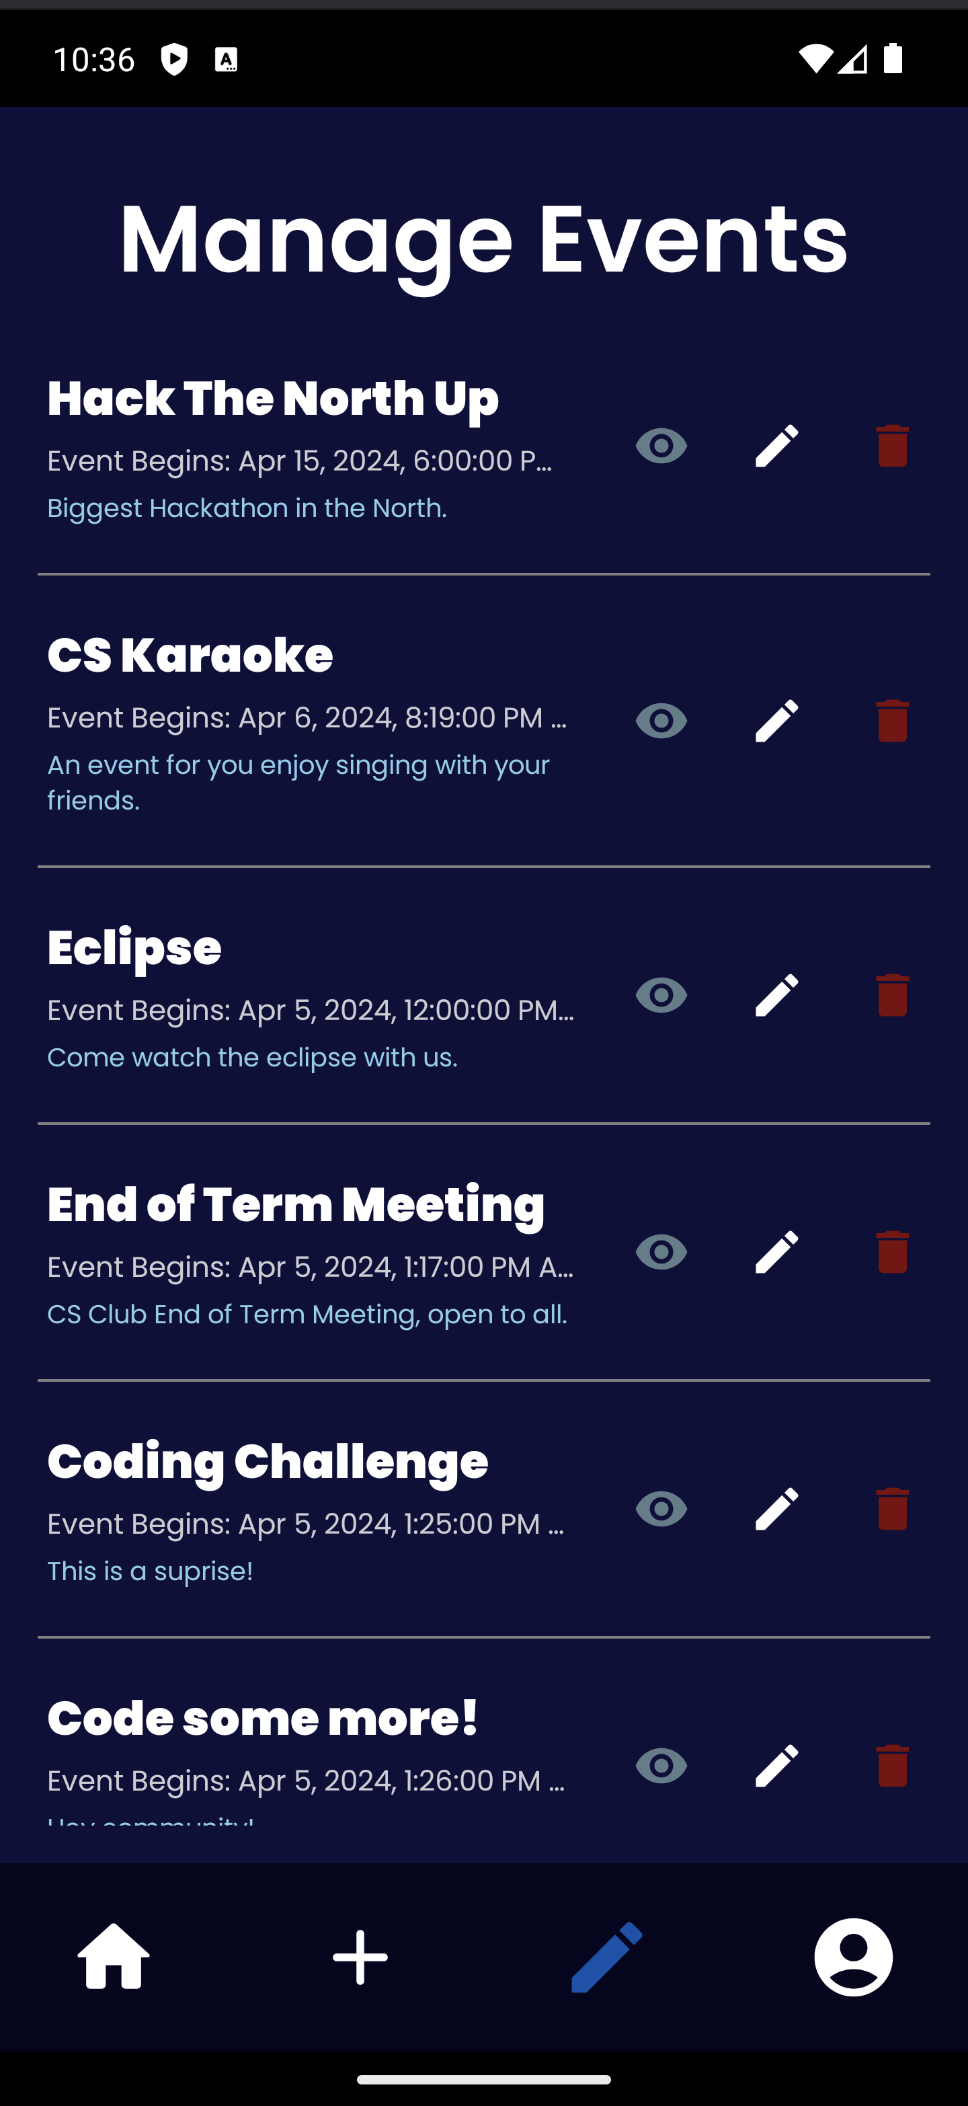 10:36
Manage Events
Hack The North Up
Event Begins: Apr 15, 2024, 6:00:00 P...
Biggest Hackathon in the North.
CS Karaoke
Event Begins: Apr 6, 2024, 8:19:00 PM ...
An event for you enjoy singing with your
friends.
Eclipse
Event Begins: Apr 5, 2024, 12:00:00 PM...
Come watch the eclipse with us.
End of Term Meeting
Event Begins: Apr 5, 2024, 1:17:00 PM A...
CS Club End of Term Meeting, open to all.
Coding Challenge
Event Begins: Apr 5, 2024, 1:25:00 PM ...
This is a suprise!
Code some more!
Event Begins: Apr 5, 2024, 1:26:00 PM ...
Hey community!